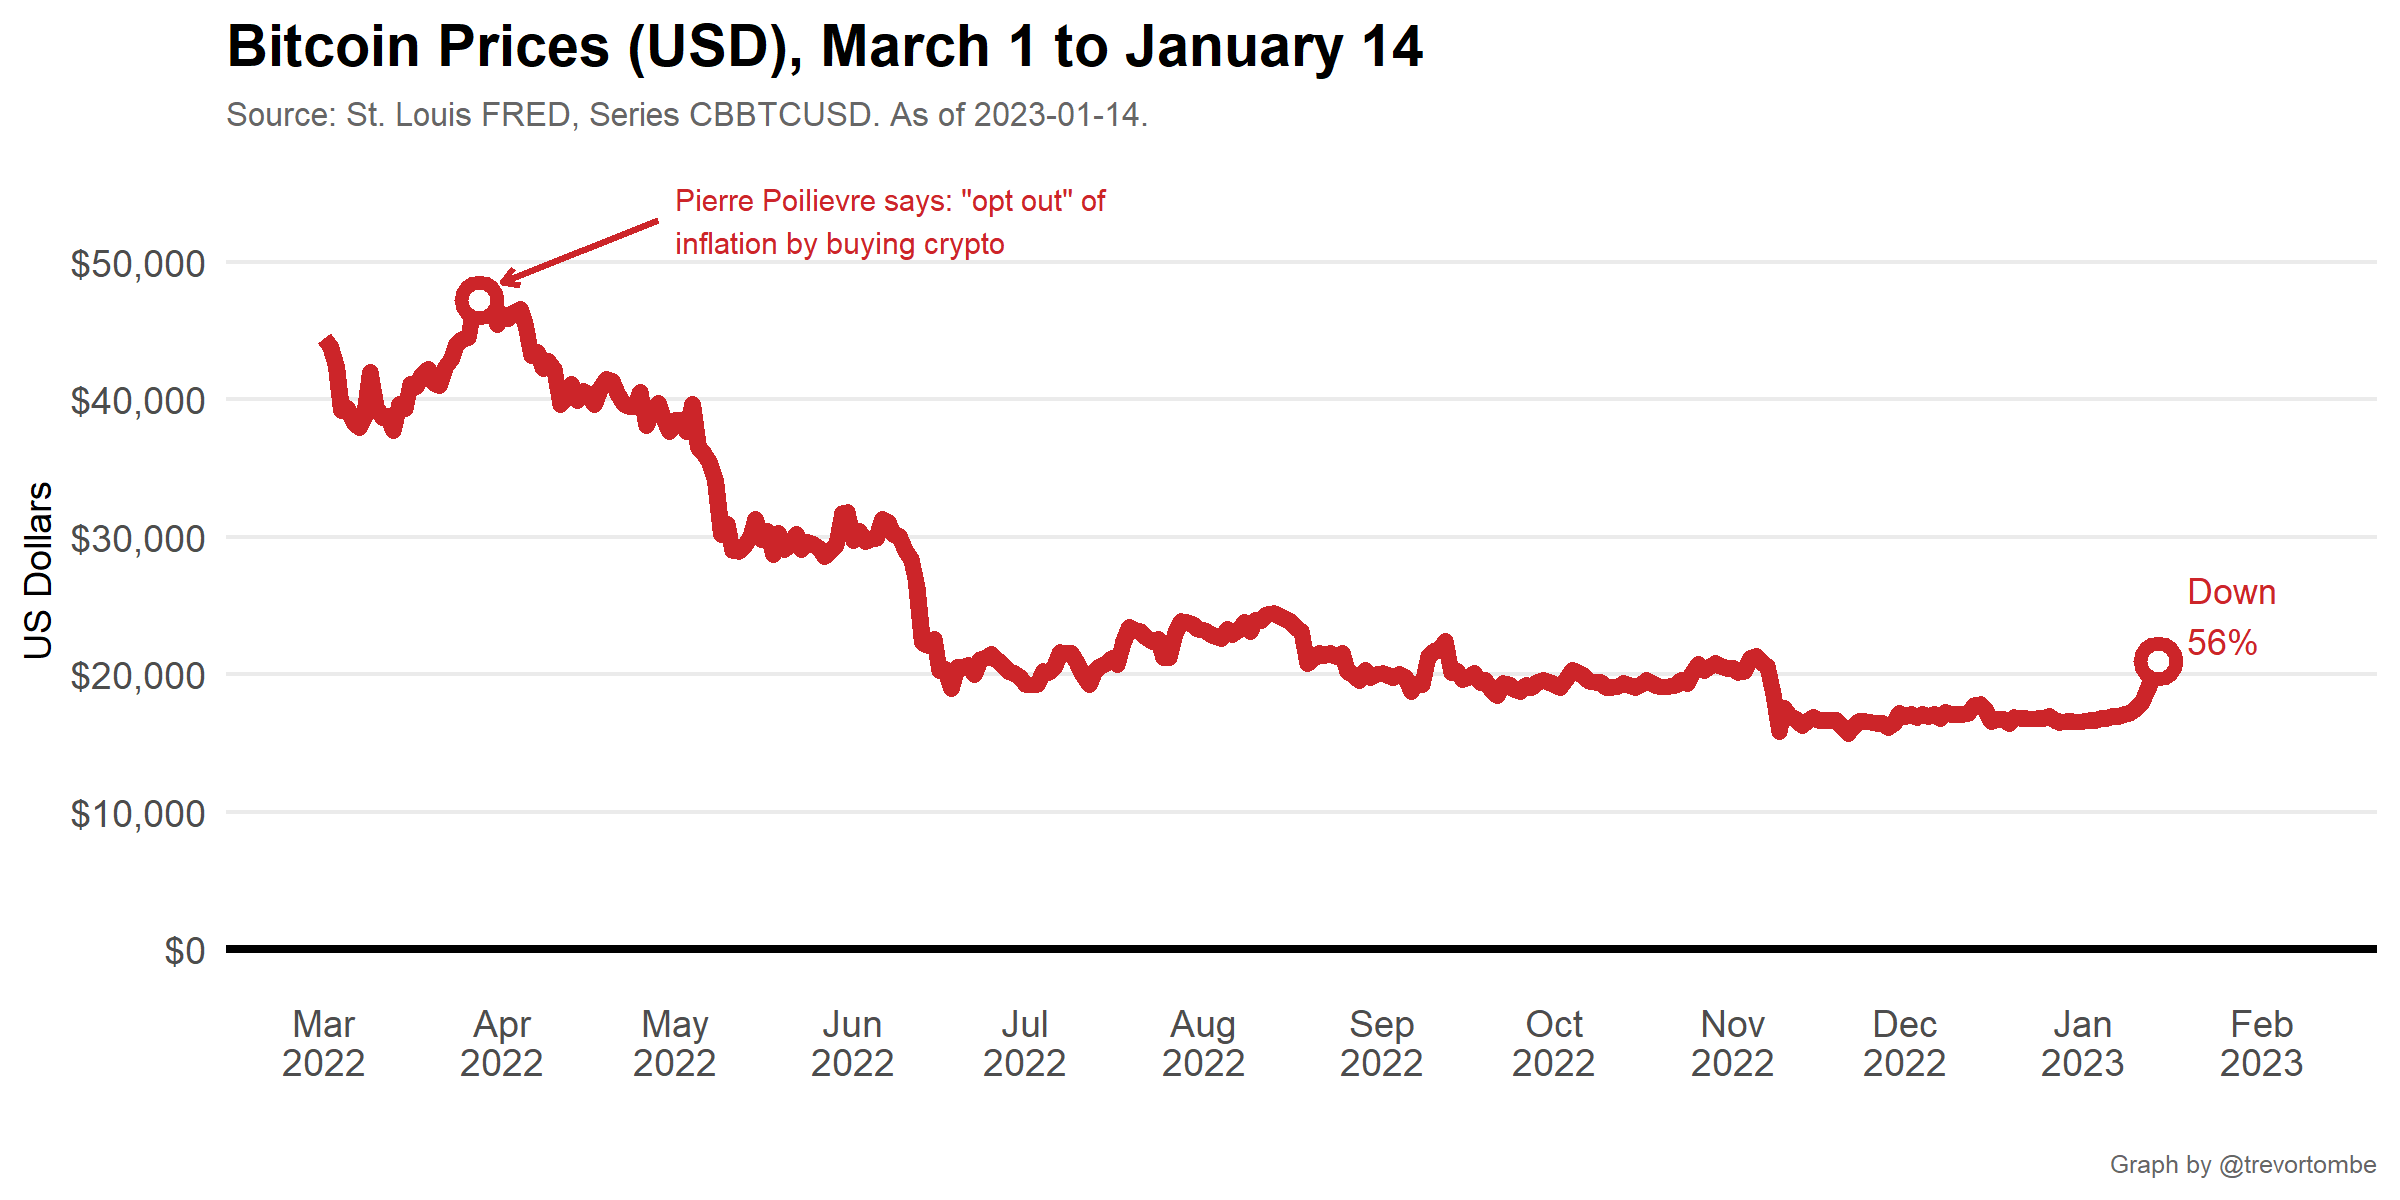 Bitcoin Prices (USD), March 1 to January 14
Source: St. Louis FRED, Series CBBTCUSD. As of 2023-01-14.
Pierre Poilievre says: "opt out" of
inflation by buying crypto
US Dollars
$50,000
$40,000
$30,000
$20,000
$10,000
$0
Down
56%
Mar
2022
Apr
2022
May
2022
Jun
2022
Jul
2022
Aug
2022
Sep
2022
Oct
2022
Nov
2022
Dec
2022
Jan
2023
Feb
2023
Graph by @trevortombe